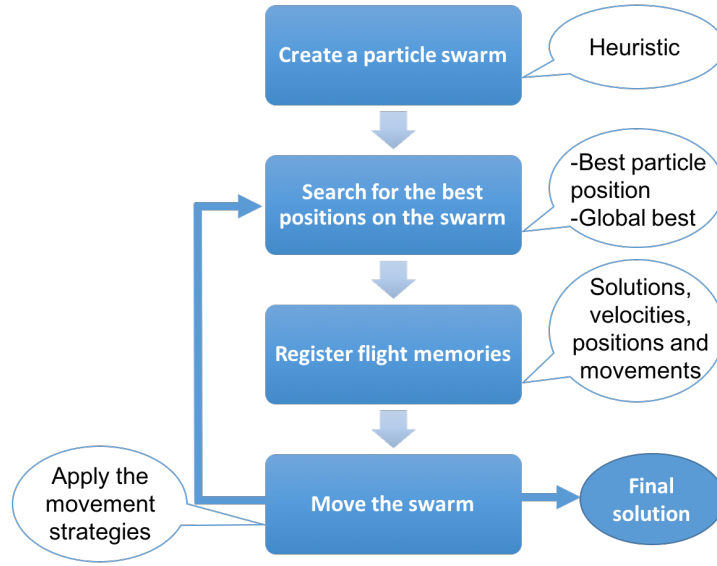 Create a particle swarm
Heuristic
Search for the best
positions on the swarm
-Best particle
position
-Global best
Register flight memories
Solutions,
velocities,
positions and
movements
Move the swarm
Apply the
movement
strategies
Final
solution